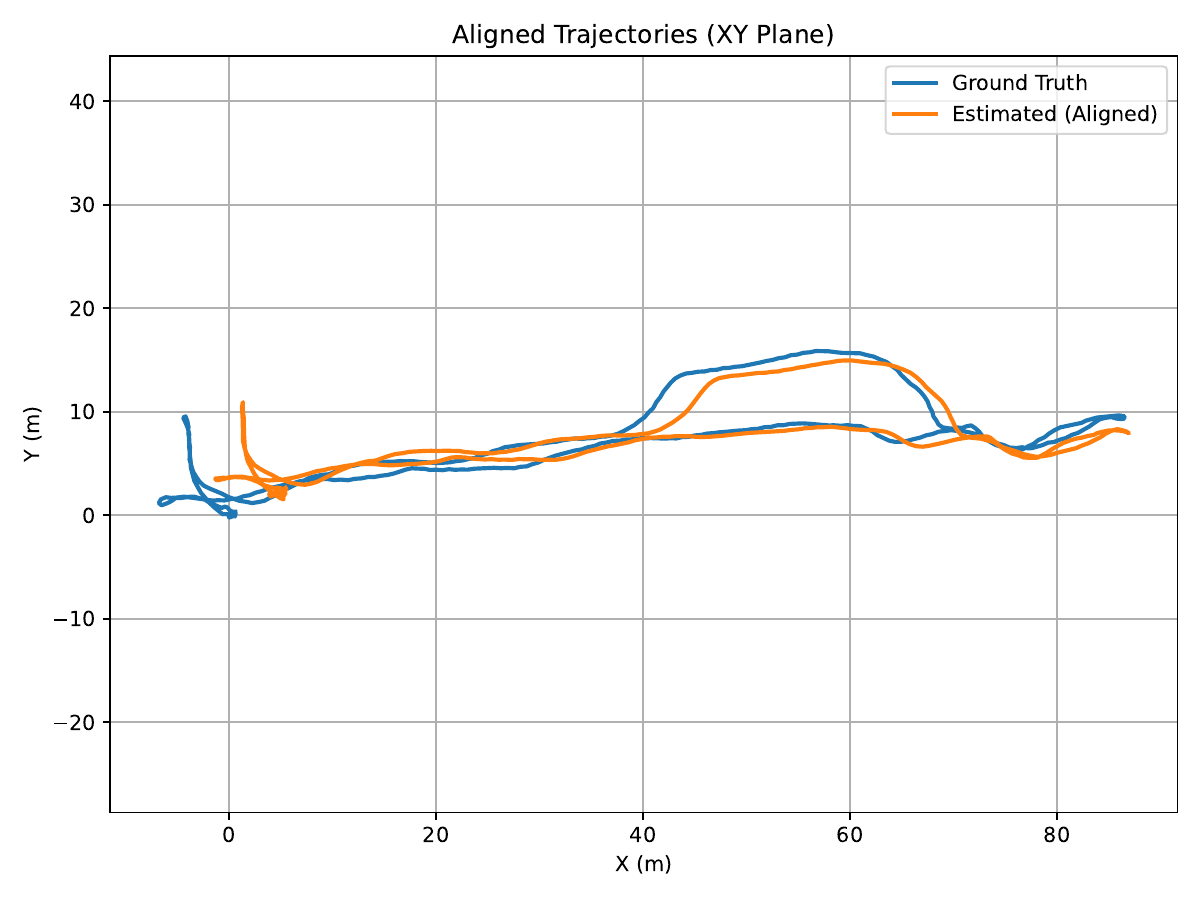 Aligned Trajectories (XY Plane)
Ground Truth
Estimated (Aligned)
40
30
20
10
0
−10
−20
Y (m)
0 20 40 60 80
X (m)